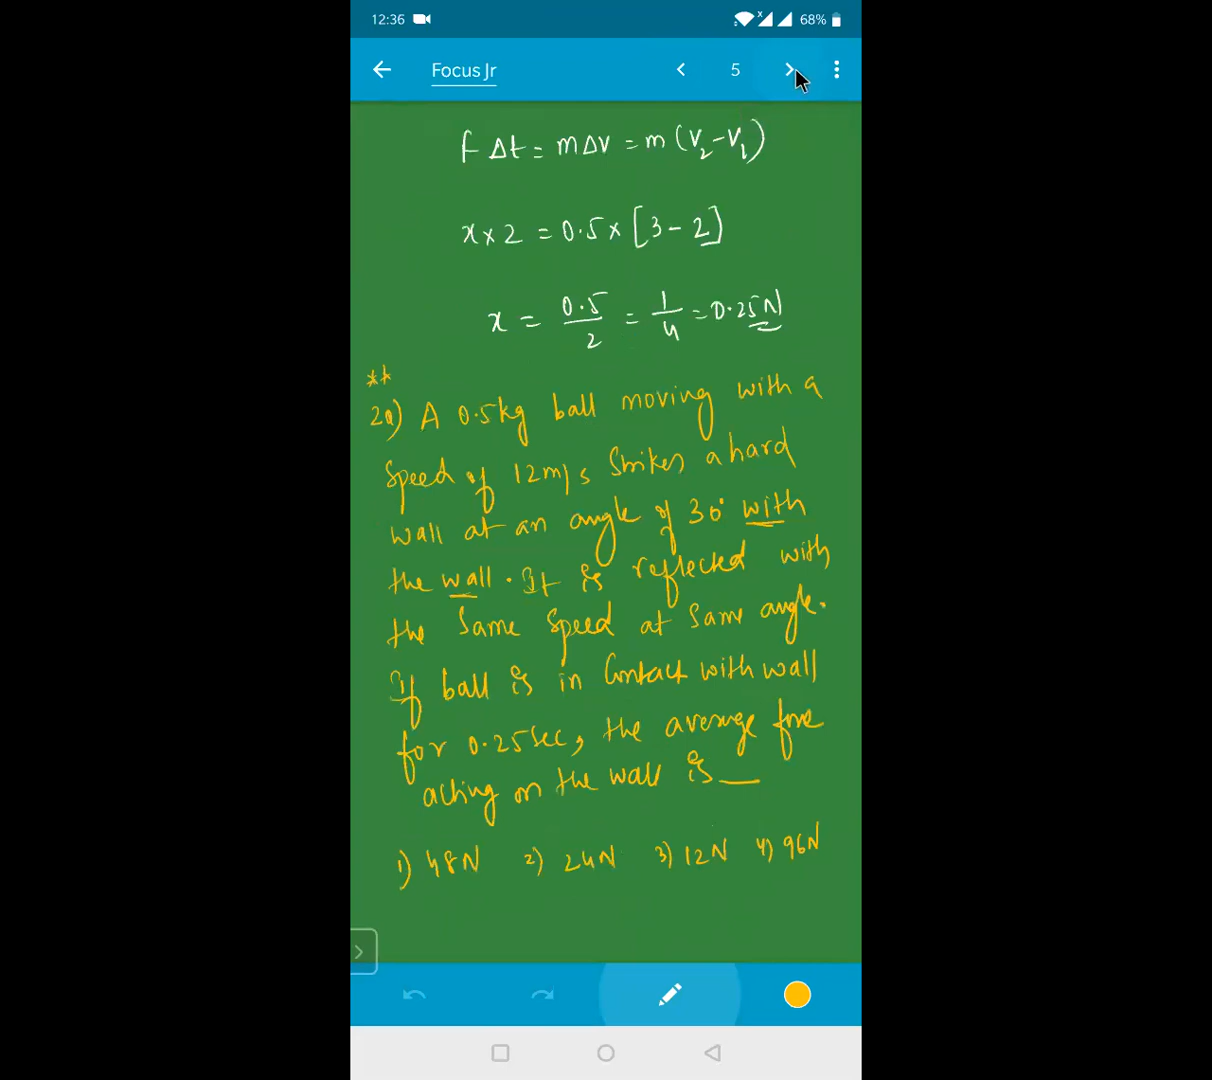 12:36 68%
Focus Jr 5
F Δt = mΔv = m (V₂-V₁)
x×2 = 0.5×[3-2]
x = 0.5/2 = 1/4 = 0.25N
**
2Q) A 0.5kg ball moving with a
Speed of 12m/s Strikes a hard
wall at an angle of 30° with
the wall. It is reflected with
the Same Speed at Same angle.
If ball is in Contact with wall
for 0.25sec, the average force
acting on the wall is __
1) 48N 2) 24N 3) 12N 4) 96N